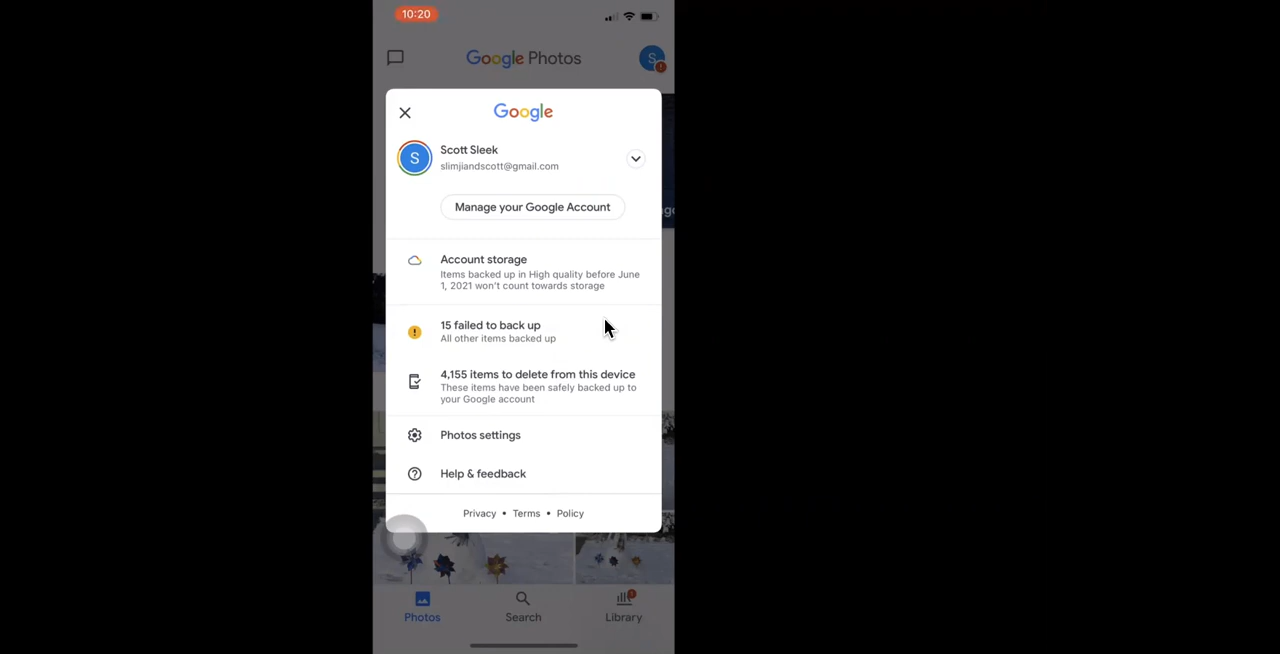 10:20
Google Photos
S
Google
S
Scott Sleek
slimjiandscott@gmail.com
Manage your Google Account
Account storage
Items backed up in High quality before June
1, 2021 won't count towards storage
15 failed to back up
All other items backed up
4,155 items to delete from this device
These items have been safely backed up to
your Google account
Photos settings
Help & feedback
Privacy • Terms • Policy
Photos
Search
Library